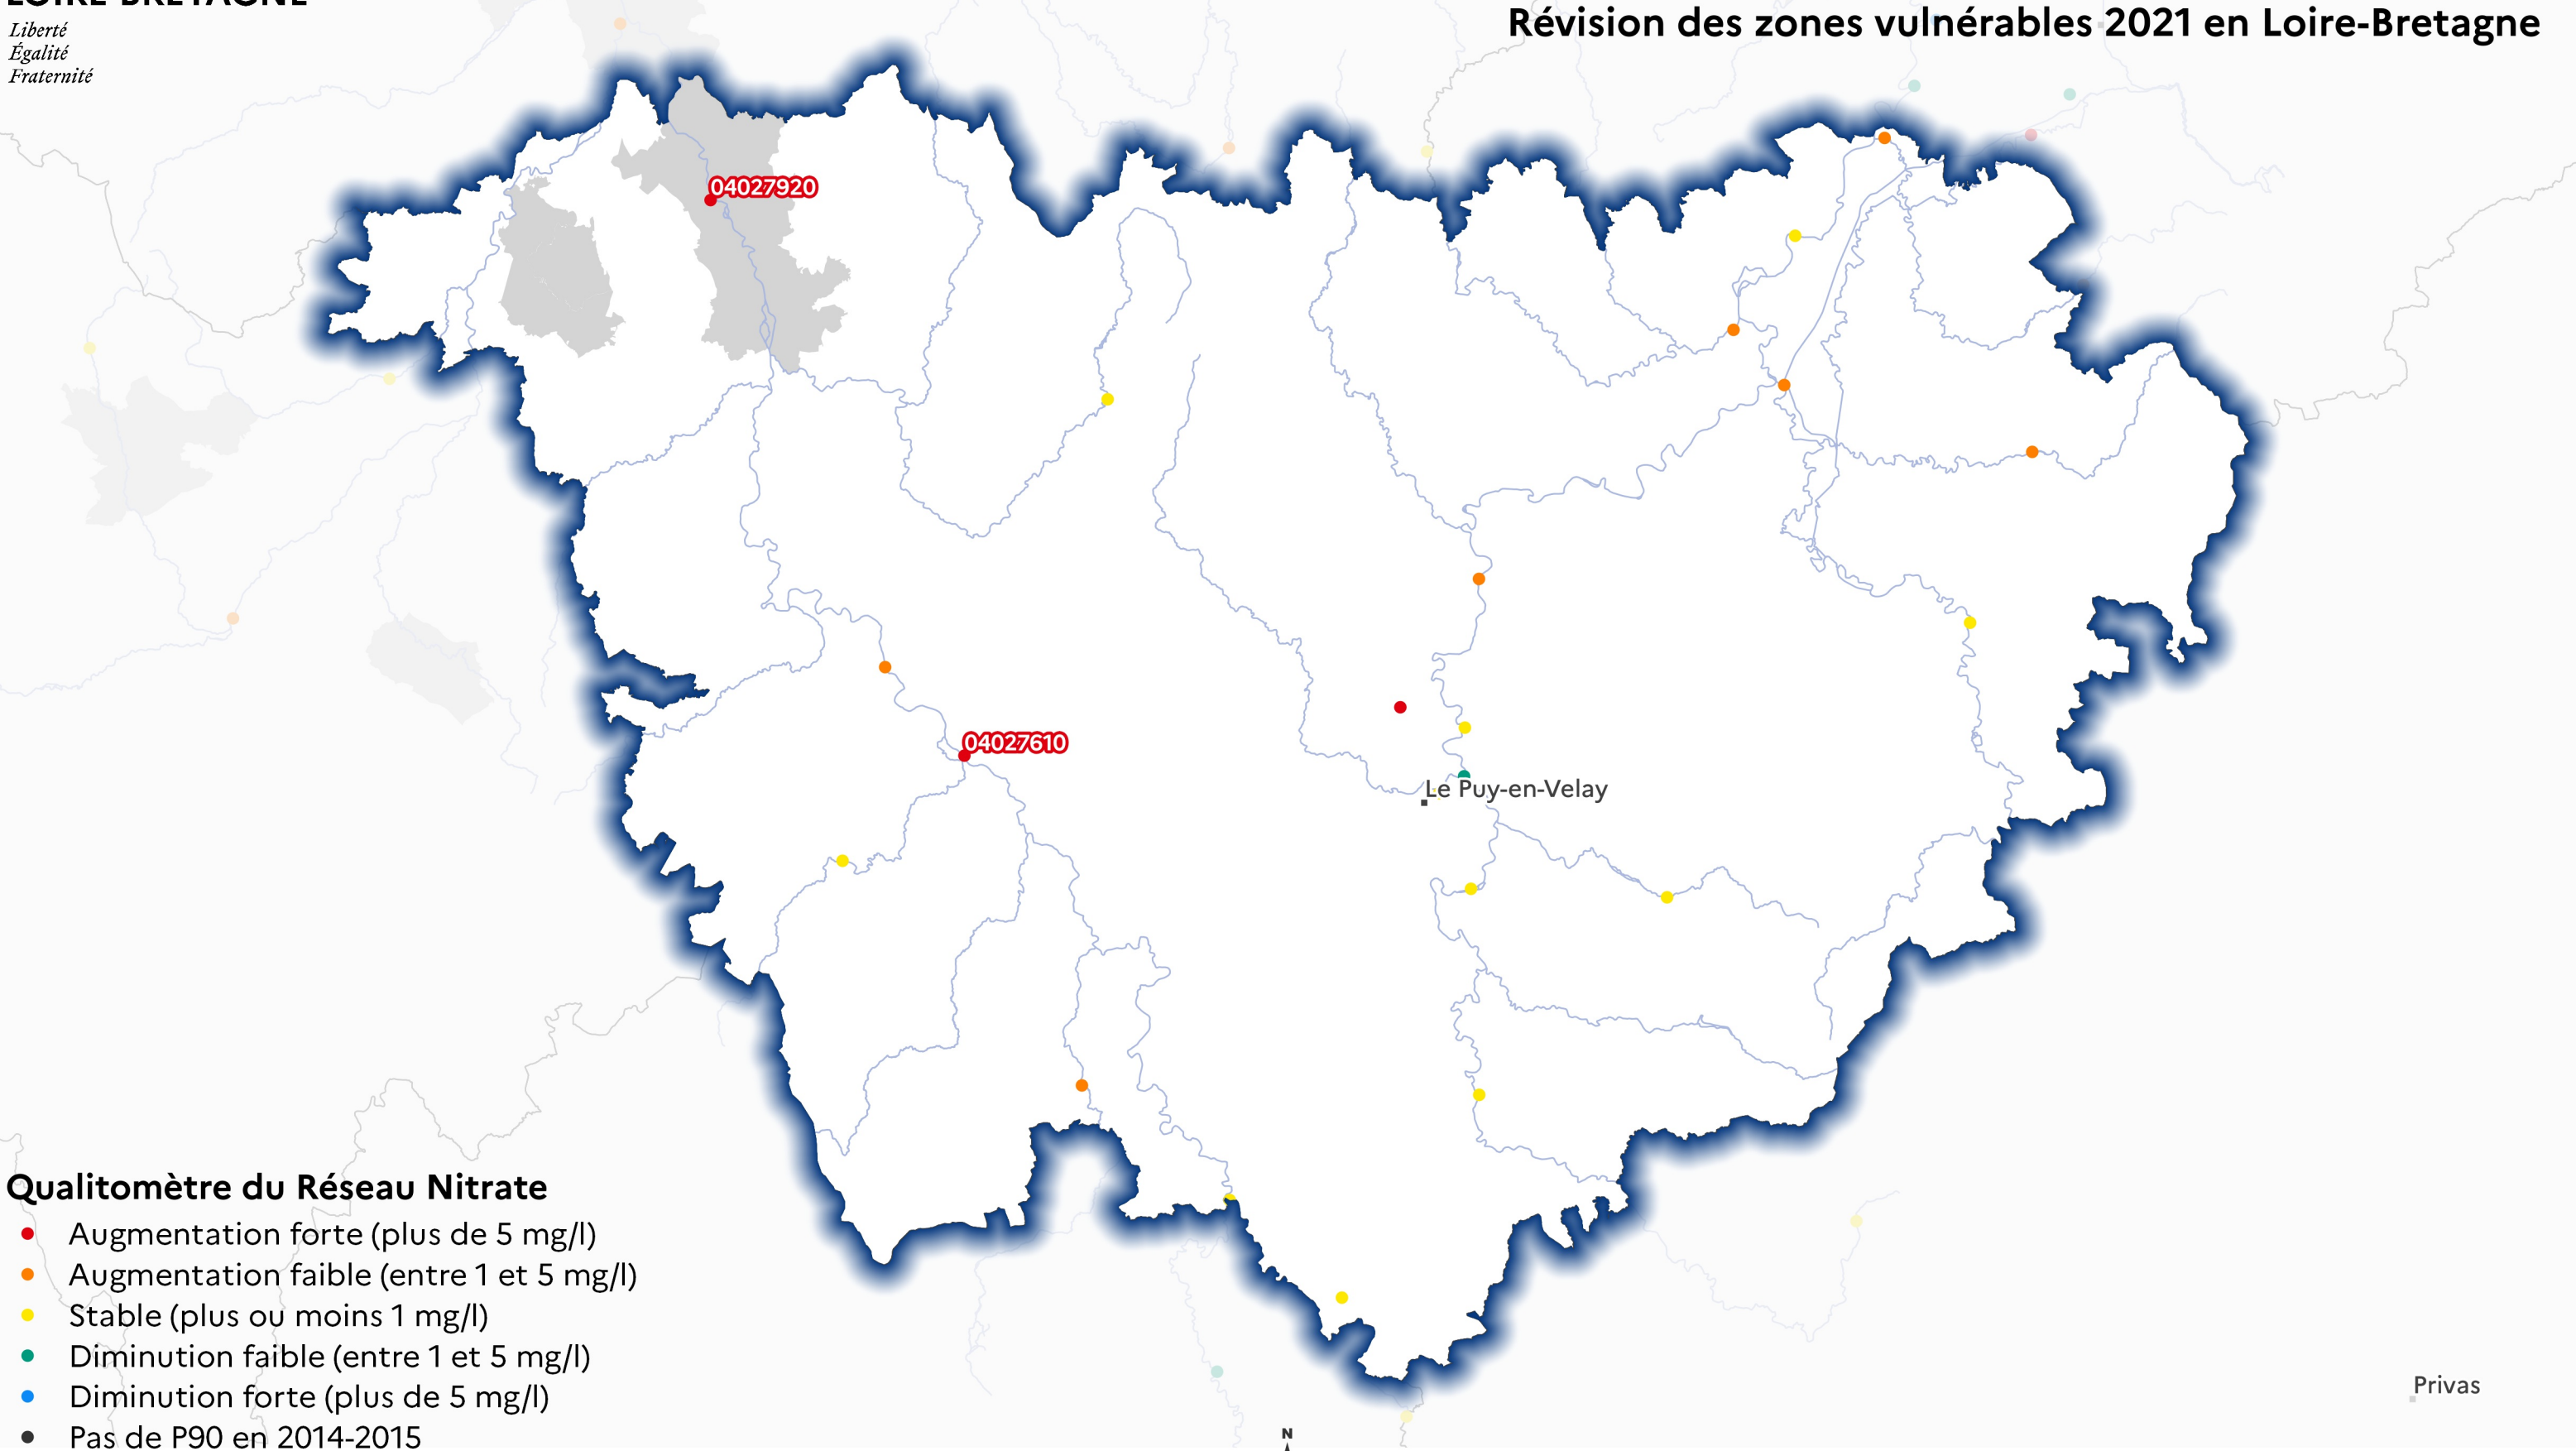 LOIRE-BRETAGNE
Liberté
Égalité
Fraternité
Révision des zones vulnérables 2021 en Loire-Bretagne
04027920
04027610
Le Puy-en-Velay
Qualitomètre du Réseau Nitrate
Augmentation forte (plus de 5 mg/l)
Augmentation faible (entre 1 et 5 mg/l)
Stable (plus ou moins 1 mg/l)
Diminution faible (entre 1 et 5 mg/l)
Diminution forte (plus de 5 mg/l)
Pas de P90 en 2014-2015
Privas
N